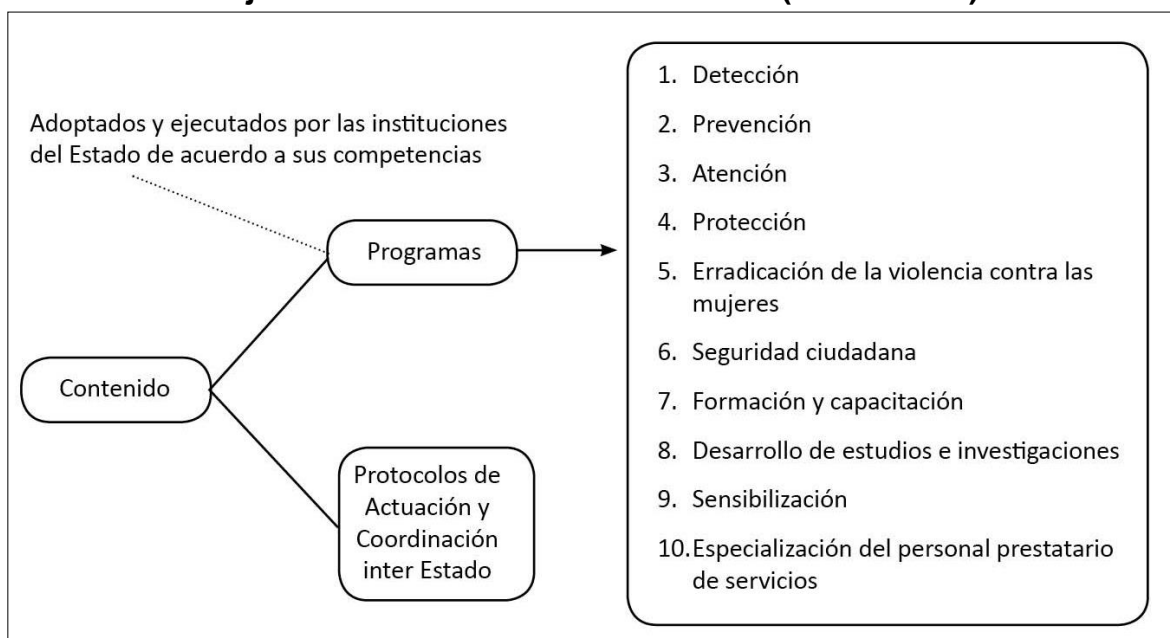 Adoptados y ejecutados por las instituciones
del Estado de acuerdo a sus competencias
Programas
Contenido
Protocolos de
Actuación y
Coordinación
inter Estado
1. Detección
2. Prevención
3. Atención
4. Protección
5. Erradicación de la violencia contra las
mujeres
6. Seguridad ciudadana
7. Formación y capacitación
8. Desarrollo de estudios e investigaciones
9. Sensibilización
10. Especialización del personal prestatario
de servicios